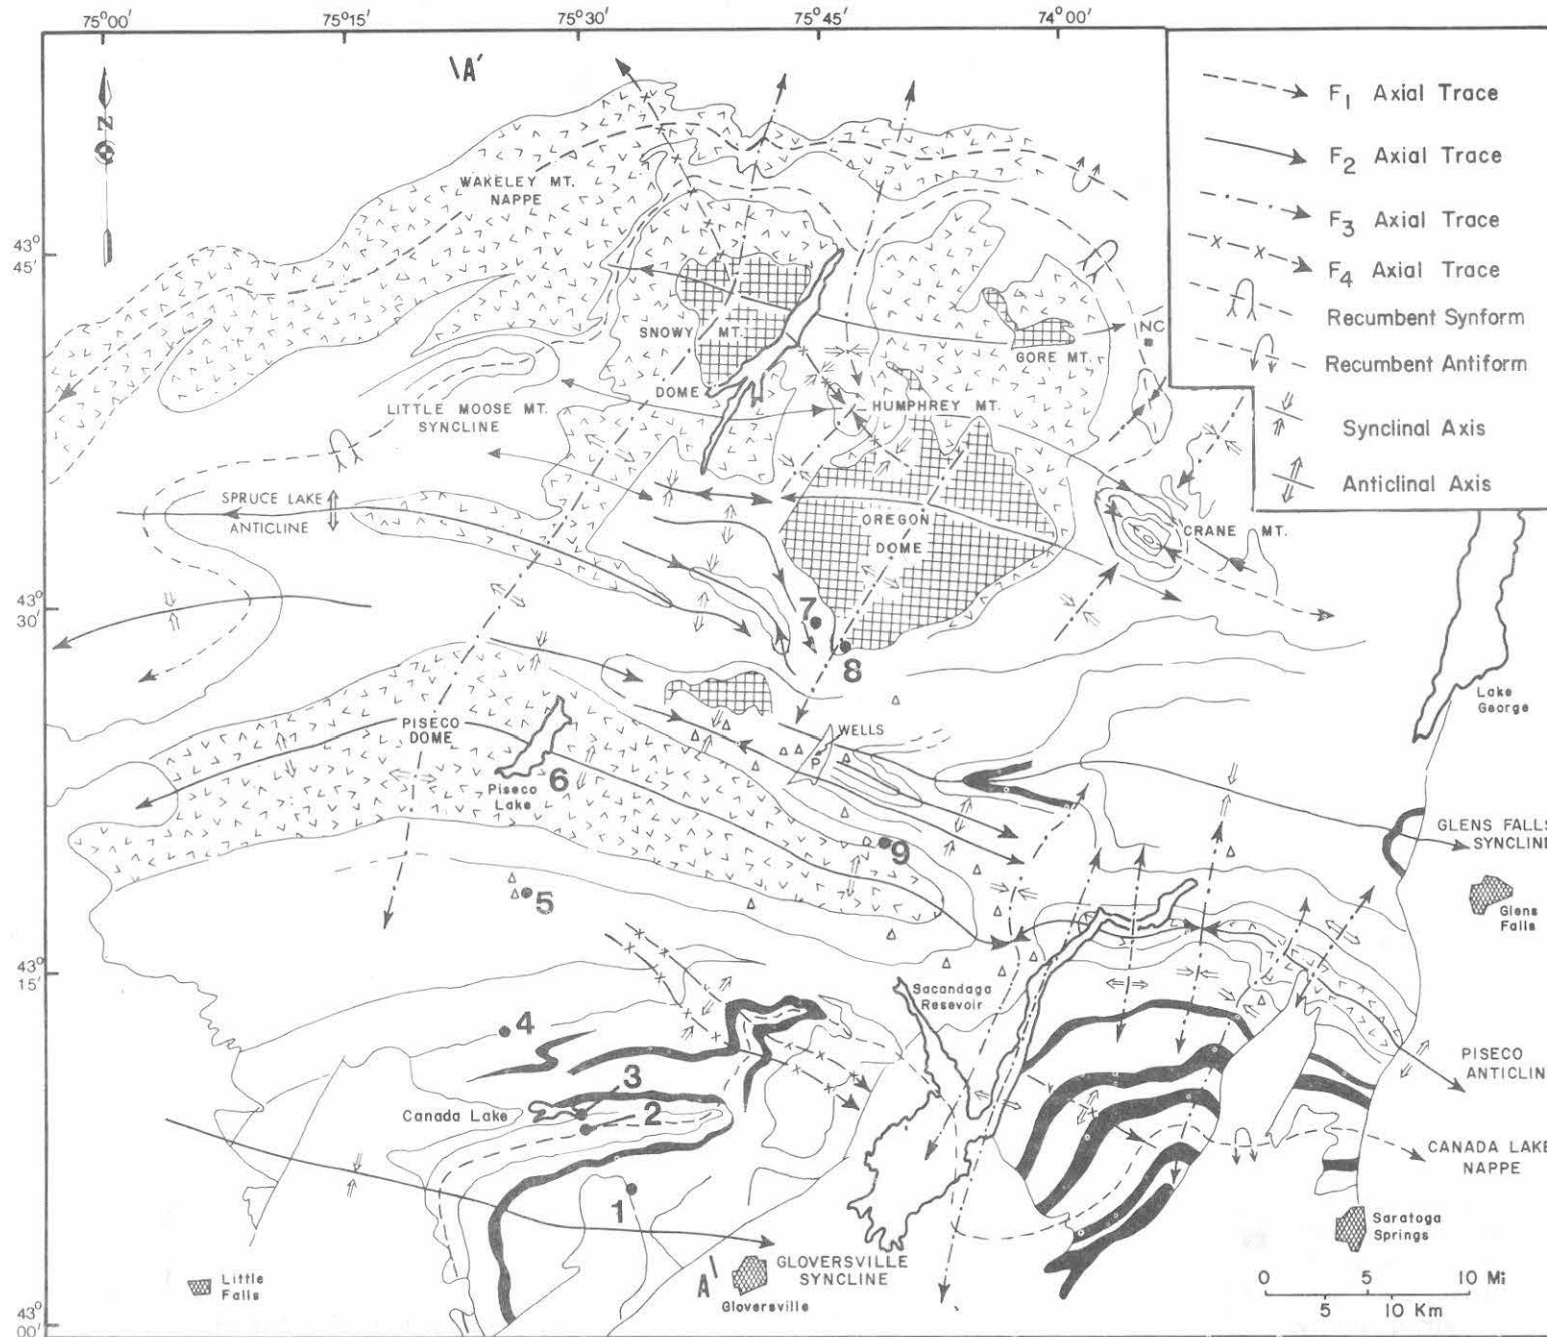 75°00′
75°15′
75°30′
75°45′
74°00′
A′
N
F1 Axial Trace
F2 Axial Trace
F3 Axial Trace
F4 Axial Trace
Recumbent Synform
Recumbent Antiform
Synclinal Axis
Anticlinal Axis
43°
45′
WAKELEY MT.
NAPPE
SNOWY MT.
DOME
GORE MT.
NC
LITTLE MOOSE MT.
SYNCLINE
HUMPHREY MT.
SPRUCE LAKE
ANTICLINE
OREGON
DOME
CRANE MT.
43°
30′
7
8
Lake
George
PISECO
DOME
WELLS
P
6
Piseco
Lake
9
GLENS FALLS
SYNCLINE
5
Glens
Falls
43°
15′
Sacandaga
Resevoir
4
PISECO
ANTICLINE
3
Canada Lake
2
CANADA LAKE
NAPPE
1
Saratoga
Springs
A
GLOVERSVILLE
SYNCLINE
Gloversville
Little
Falls
0 5 10 Mi
5 10 Km
43°
00′